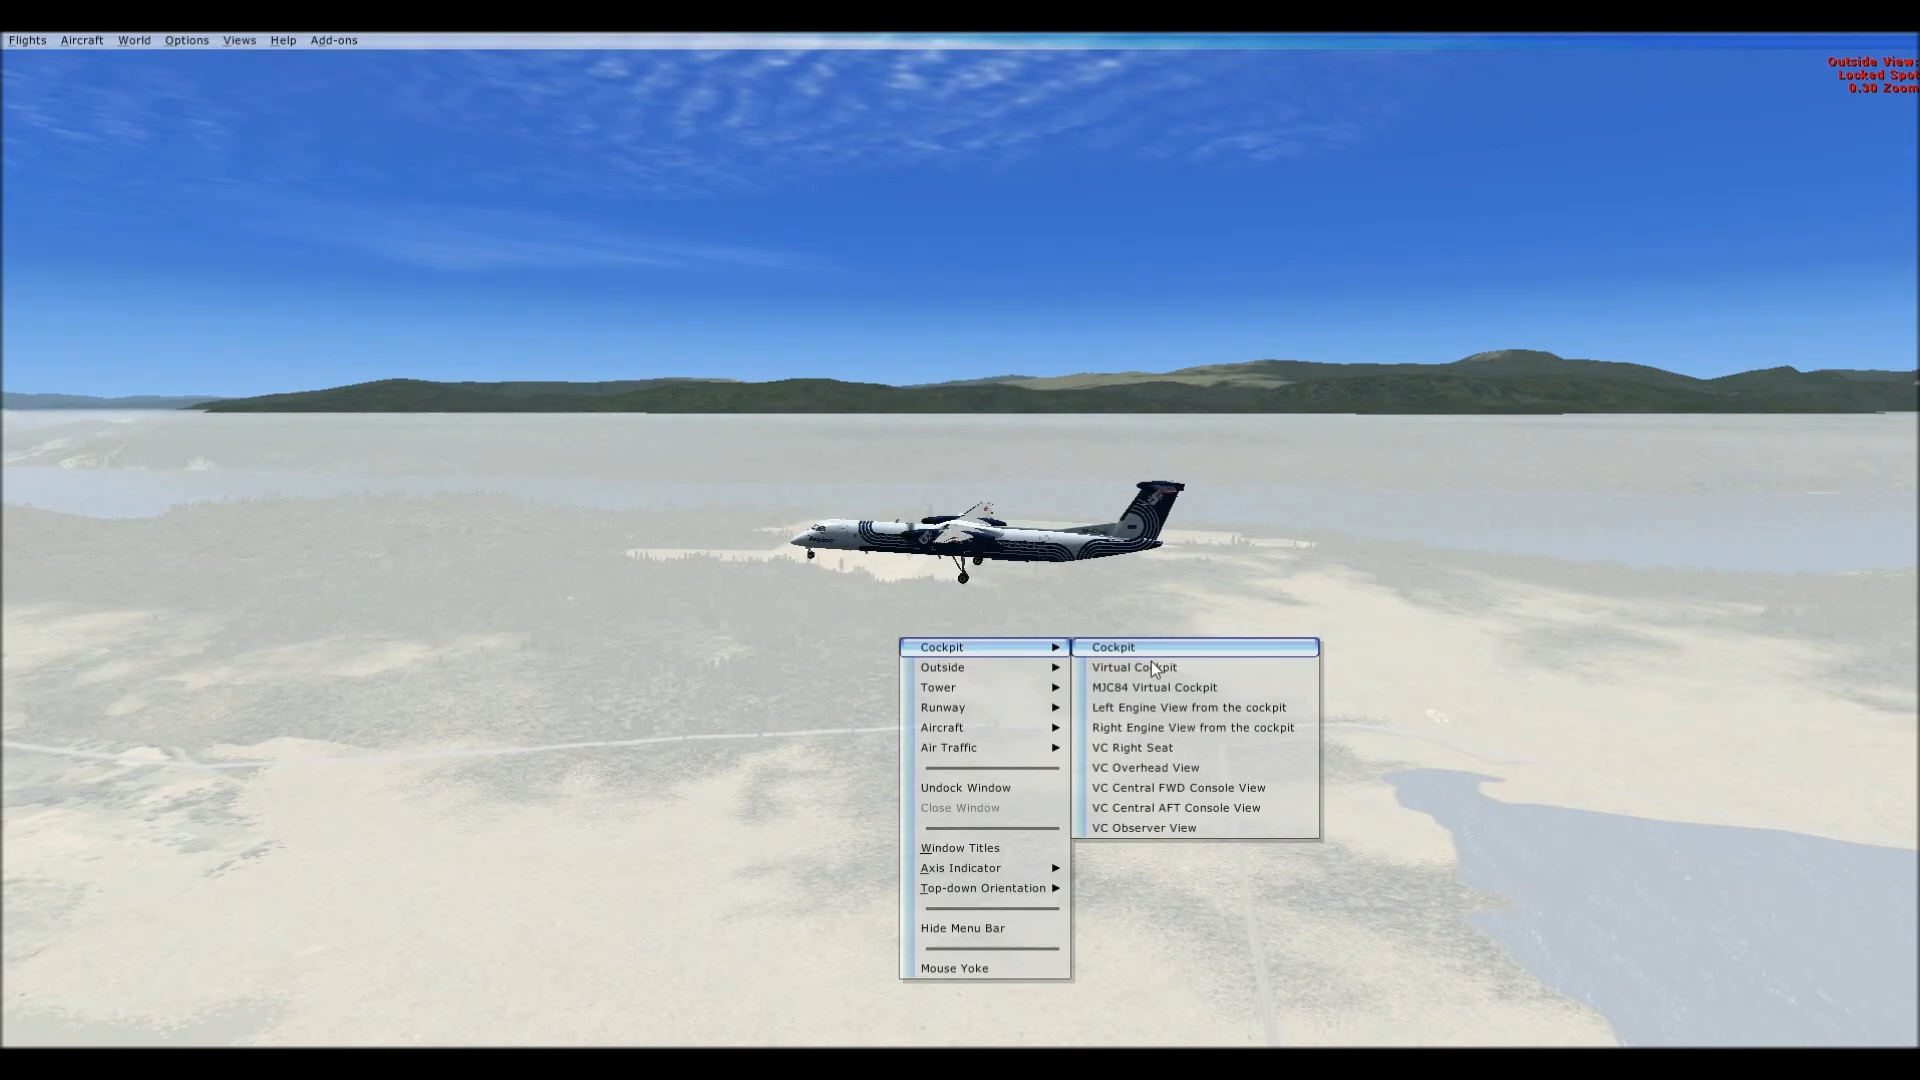 Flights Aircraft World Options Views Help Add-ons
Outside View:
Locked Spot
0.30 Zoom
Cockpit
Outside
Tower
Runway
Aircraft
Air Traffic
Undock Window
Close Window
Window Titles
Axis Indicator
Top-down Orientation
Hide Menu Bar
Mouse Yoke
Cockpit
Virtual Cockpit
MJC84 Virtual Cockpit
Left Engine View from the cockpit
Right Engine View from the cockpit
VC Right Seat
VC Overhead View
VC Central FWD Console View
VC Central AFT Console View
VC Observer View